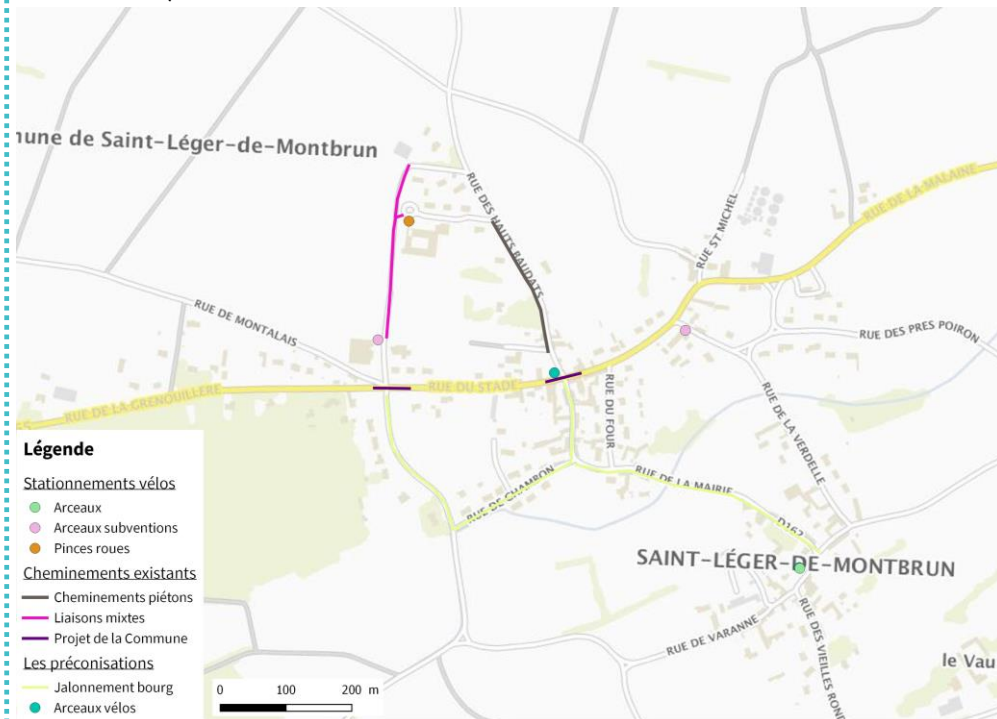 mune de Saint-Léger-de-Montbrun
RUE DES HAUTS BAUDATS
RUE ST MICHEL
RUE DE LA MALAINE
RUE DE MONTALAIS
RUE DES PRES POIRON
RUE DU STADE
RUE DE LA GRENOUILLERE
RUE DU FOUR
RUE DE LA VERDELLE
RUE DE CHAMBON
RUE DE LA MAIRIE
D162
SAINT-LÉGER-DE-MONTBRUN
RUE DE VARANNE
RUE DES VIEILLES ROND
le Vau
Légende
Stationnements vélos
Arceaux
Arceaux subventions
Pinces roues
Cheminements existants
Cheminements piétons
Liaisons mixtes
Projet de la Commune
Les préconisations
Jalonnement bourg
Arceaux vélos
0 100 200 m